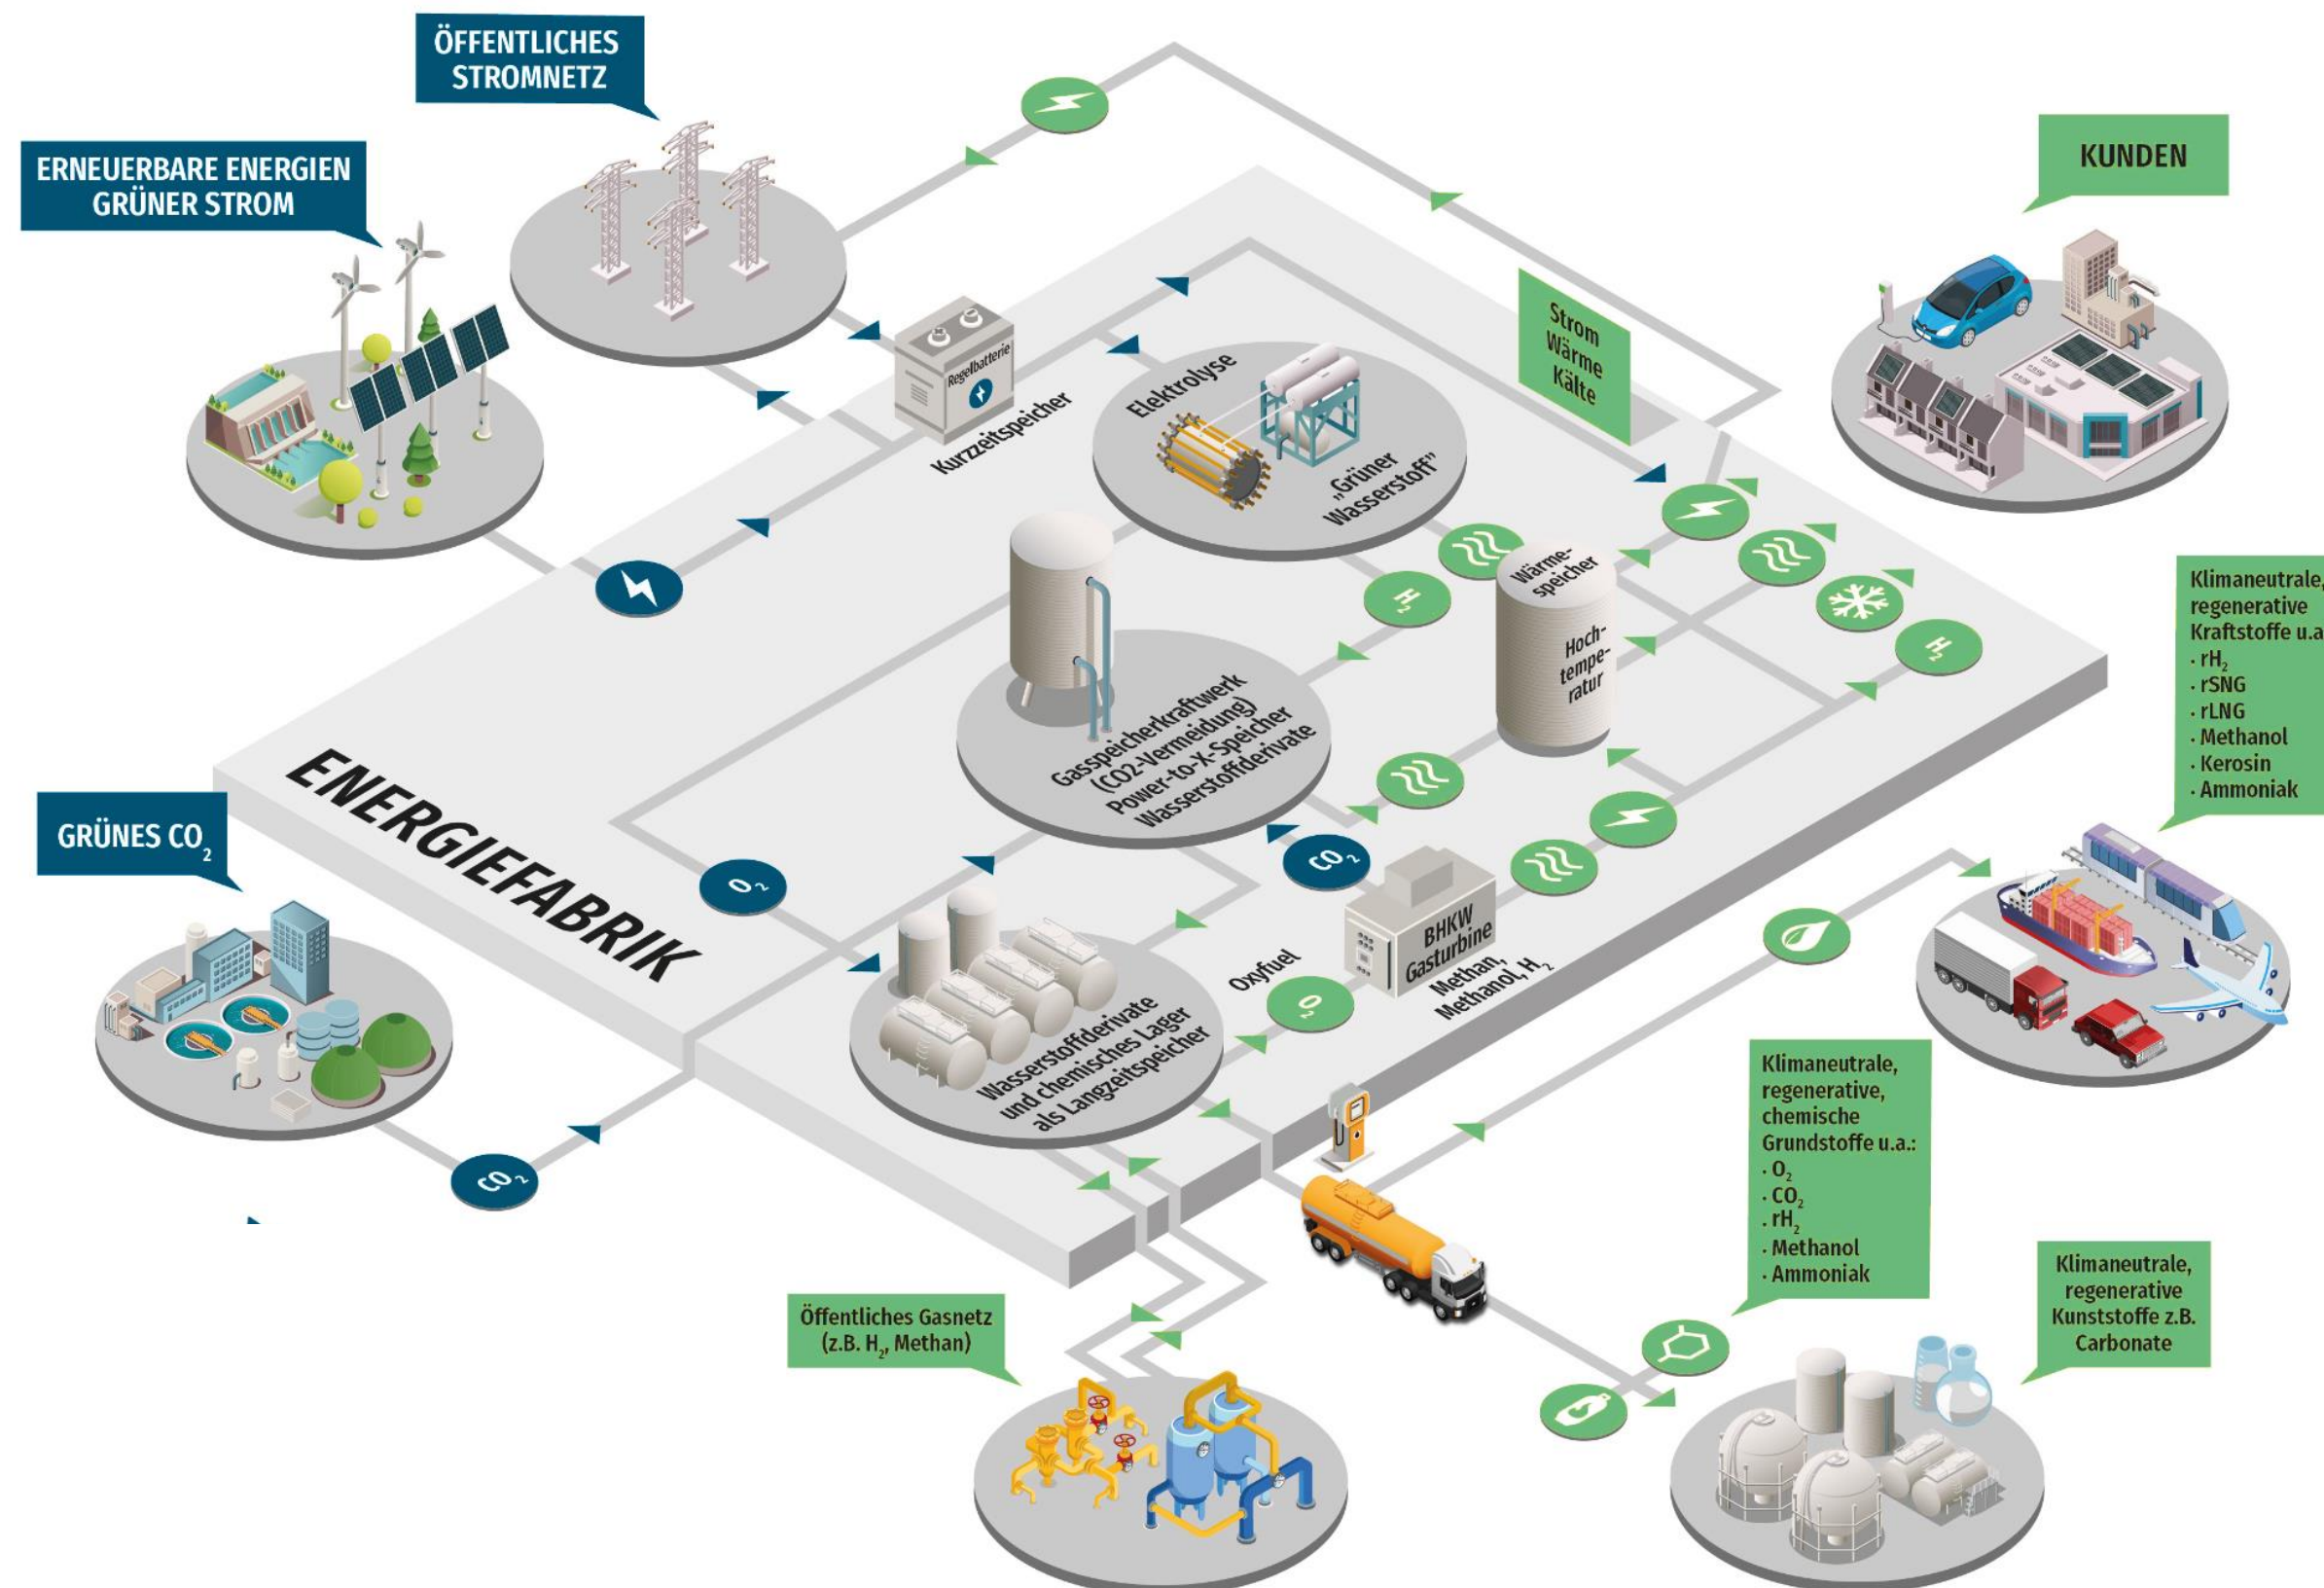 ÖFFENTLICHES
STROMNETZ
ERNEUERBARE ENERGIEN
GRÜNER STROM
KUNDEN
Strom
Wärme
Kälte
Regelbatterie
Kurzzeitspeicher
Elektrolyse
„Grüner
Wasserstoff”
H₂
Wärme-
speicher
Hoch-
tempe-
ratur
H₂
Klimaneutrale,
regenerative
Kraftstoffe u.a
· rH₂
· rSNG
· rLNG
· Methanol
· Kerosin
· Ammoniak
Gasspeicherkraftwerk
(CO2-Vermeidung)
Power-to-X-Speicher
Wasserstoffderivate
ENERGIEFABRIK
GRÜNES CO₂
O₂
CO₂
BHKW
Gasturbine
Methan,
Methanol, H₂
Oxyfuel
O₂
Wasserstoffderivate
und chemisches Lager
als Langzeitspeicher
CO₂
Klimaneutrale,
regenerative,
chemische
Grundstoffe u.a.:
· O₂
· CO₂
· rH₂
· Methanol
· Ammoniak
Klimaneutrale,
regenerative
Kunststoffe z.B.
Carbonate
Öffentliches Gasnetz
(z.B. H₂, Methan)